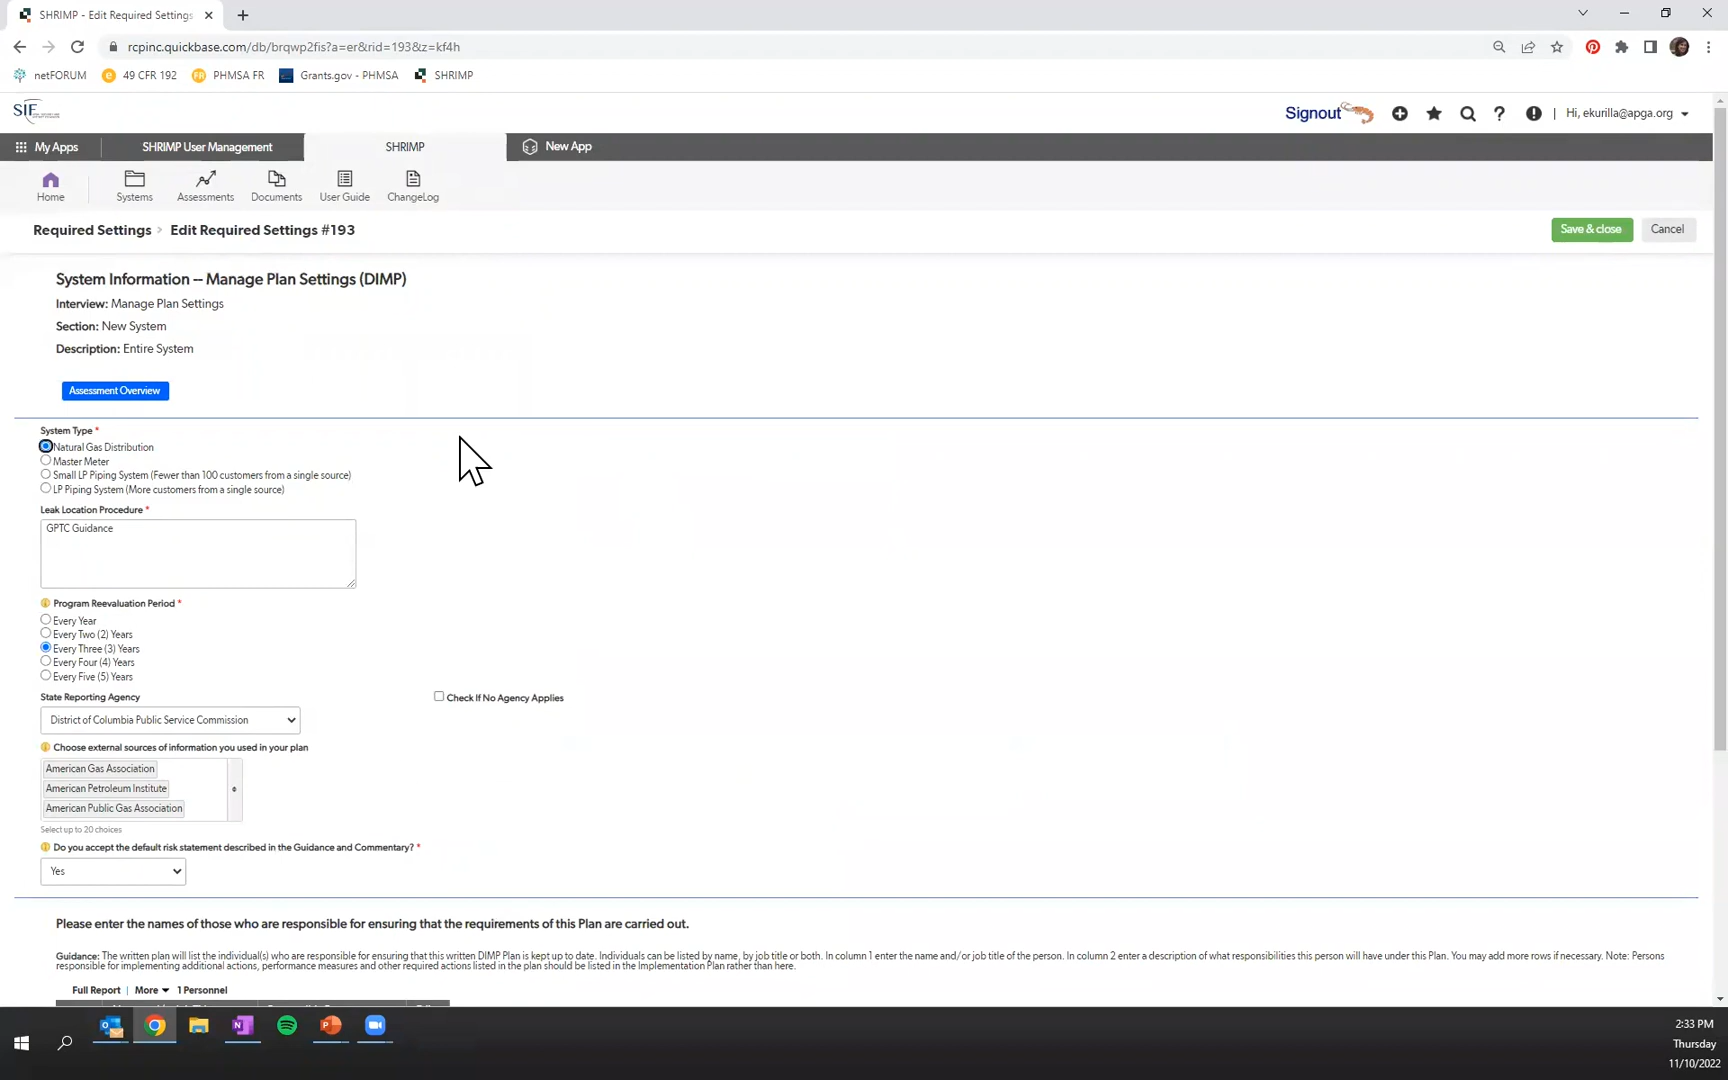 SHRIMP - Edit Required Settings
rcpinc.quickbase.com/db/brqwp2fis?a=er&rid=193&z=kf4h
netFORUM
49 CFR 192
PHMSA FR
Grants.gov - PHMSA
SHRIMP
SIF
Signout
Hi, ekurilla@apga.org
My Apps
SHRIMP User Management
SHRIMP
New App
Home
Systems
Assessments
Documents
User Guide
ChangeLog
Required Settings > Edit Required Settings #193
Save & close
Cancel
System Information -- Manage Plan Settings (DIMP)
Interview: Manage Plan Settings
Section: New System
Description: Entire System
Assessment Overview
System Type *
Natural Gas Distribution
Master Meter
Small LP Piping System (Fewer than 100 customers from a single source)
LP Piping System (More customers from a single source)
Leak Location Procedure *
GPTC Guidance
Program Reevaluation Period *
Every Year
Every Two (2) Years
Every Three (3) Years
Every Four (4) Years
Every Five (5) Years
State Reporting Agency
Check If No Agency Applies
District of Columbia Public Service Commission
Choose external sources of information you used in your plan
American Gas Association
American Petroleum Institute
American Public Gas Association
Select up to 20 choices
Do you accept the default risk statement described in the Guidance and Commentary? *
Yes
Please enter the names of those who are responsible for ensuring that the requirements of this Plan are carried out.
Guidance: The written plan will list the individual(s) who are responsible for ensuring that this written DIMP Plan is kept up to date. Individuals can be listed by name, by job title or both. In column 1 enter the name and/or job title of the person. In column 2 enter a description of what responsibilities this person will have under this Plan. You may add more rows if necessary. Note: Persons
responsible for implementing additional actions, performance measures and other required actions listed in the plan should be listed in the Implementation Plan rather than here.
Full Report | More 1 Personnel
2:33 PM
Thursday
11/10/2022